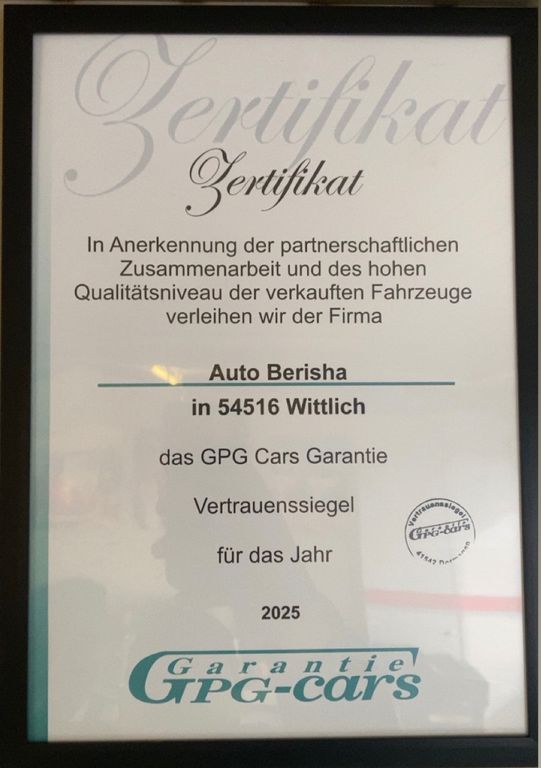 Zertifikat
Zertifikat
In Anerkennung der partnerschaftlichen
Zusammenarbeit und des hohen
Qualitätsniveau der verkauften Fahrzeuge
verleihen wir der Firma
Auto Berisha
in 54516 Wittlich
das GPG Cars Garantie
Vertrauenssiegel
für das Jahr
2025
Vertrauenssiegel
Garantie
GPG-cars
Garantie
GPG-cars